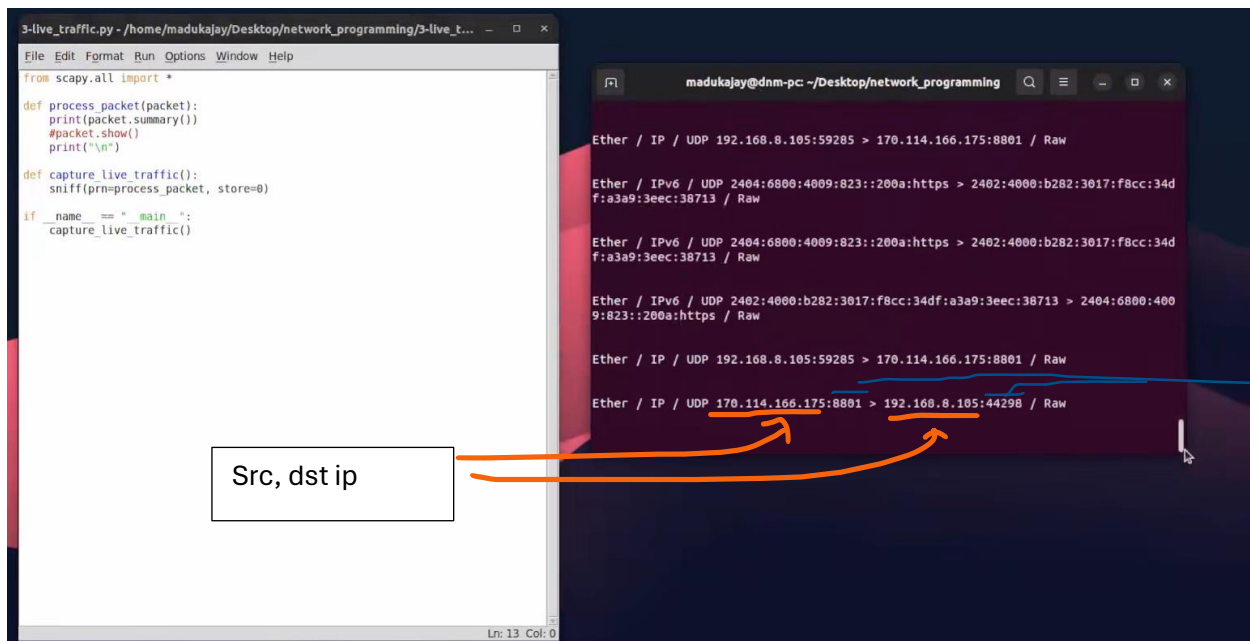 3-live_traffic.py - /home/madukajay/Desktop/network_programming/3-live_t...
File Edit Format Run Options Window Help
from scapy.all import *
def process_packet(packet):
    print(packet.summary())
    #packet.show()
    print("\n")
def capture_live_traffic():
    sniff(prn=process_packet, store=0)
if __name__ == "__main__":
    capture_live_traffic()
Ln: 13 Col: 0
Src, dst ip
madukajay@dnm-pc: ~/Desktop/network_programming
Ether / IP / UDP 192.168.8.105:59285 > 170.114.166.175:8801 / Raw
Ether / IPv6 / UDP 2404:6800:4009:823::200a:https > 2402:4000:b282:3017:f8cc:34d
f:a3a9:3eec:38713 / Raw
Ether / IPv6 / UDP 2404:6800:4009:823::200a:https > 2402:4000:b282:3017:f8cc:34d
f:a3a9:3eec:38713 / Raw
Ether / IPv6 / UDP 2402:4000:b282:3017:f8cc:34df:a3a9:3eec:38713 > 2404:6800:400
9:823::200a:https / Raw
Ether / IP / UDP 192.168.8.105:59285 > 170.114.166.175:8801 / Raw
Ether / IP / UDP 170.114.166.175:8801 > 192.168.8.105:44298 / Raw